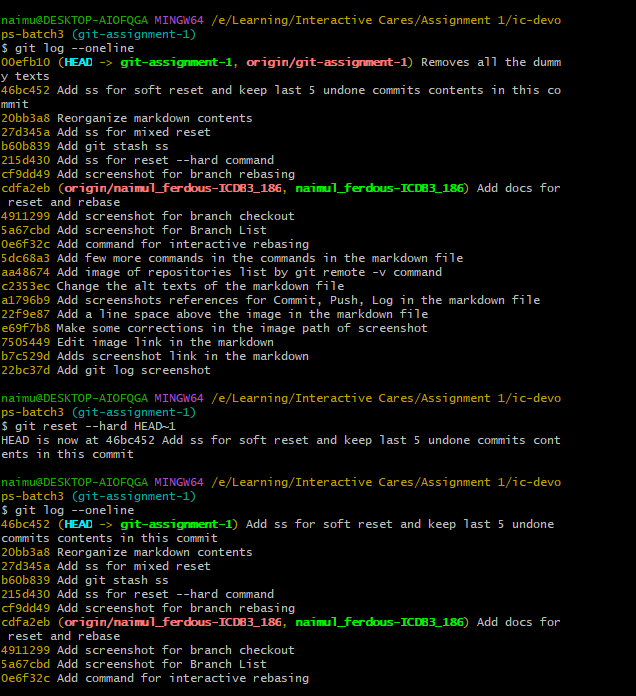 naimu@DESKTOP-AIOFQGA MINGW64 /e/Learning/Interactive Cares/Assignment 1/ic-devo
ps-batch3 (git-assignment-1)
$ git log --oneline
00efb10 (HEAD -> git-assignment-1, origin/git-assignment-1) Removes all the dumm
y texts
46bc452 Add ss for soft reset and keep last 5 undone commits contents in this co
mmit
20bb3a8 Reorganize markdown contents
27d345a Add ss for mixed reset
b60b839 Add git stash ss
215d430 Add ss for reset --hard command
cf9dd49 Add screenshot for branch rebasing
cdfa2eb (origin/naimul_ferdous-ICDB3_186, naimul_ferdous-ICDB3_186) Add docs for
 reset and rebase
4911299 Add screenshot for branch checkout
5a67cbd Add screenshot for Branch List
0e6f32c Add command for interactive rebasing
5dc68a3 Add few more commands in the commands in the markdown file
aa48674 Add image of repositories list by git remote -v command
c2353ec Change the alt texts of the markdown file
a1796b9 Add screenshots references for Commit, Push, Log in the markdown file
22f9e87 Add a line space above the image in the markdown file
e69f7b8 Make some corrections in the image path of screenshot
7505449 Edit image link in the markdown
b7c529d Adds screenshot link in the markdown
22bc37d Add git log screenshot
naimu@DESKTOP-AIOFQGA MINGW64 /e/Learning/Interactive Cares/Assignment 1/ic-devo
ps-batch3 (git-assignment-1)
$ git reset --hard HEAD~1
HEAD is now at 46bc452 Add ss for soft reset and keep last 5 undone commits cont
ents in this commit
naimu@DESKTOP-AIOFQGA MINGW64 /e/Learning/Interactive Cares/Assignment 1/ic-devo
ps-batch3 (git-assignment-1)
$ git log --oneline
46bc452 (HEAD -> git-assignment-1) Add ss for soft reset and keep last 5 undone
commits contents in this commit
20bb3a8 Reorganize markdown contents
27d345a Add ss for mixed reset
b60b839 Add git stash ss
215d430 Add ss for reset --hard command
cf9dd49 Add screenshot for branch rebasing
cdfa2eb (origin/naimul_ferdous-ICDB3_186, naimul_ferdous-ICDB3_186) Add docs for
 reset and rebase
4911299 Add screenshot for branch checkout
5a67cbd Add screenshot for Branch List
0e6f32c Add command for interactive rebasing